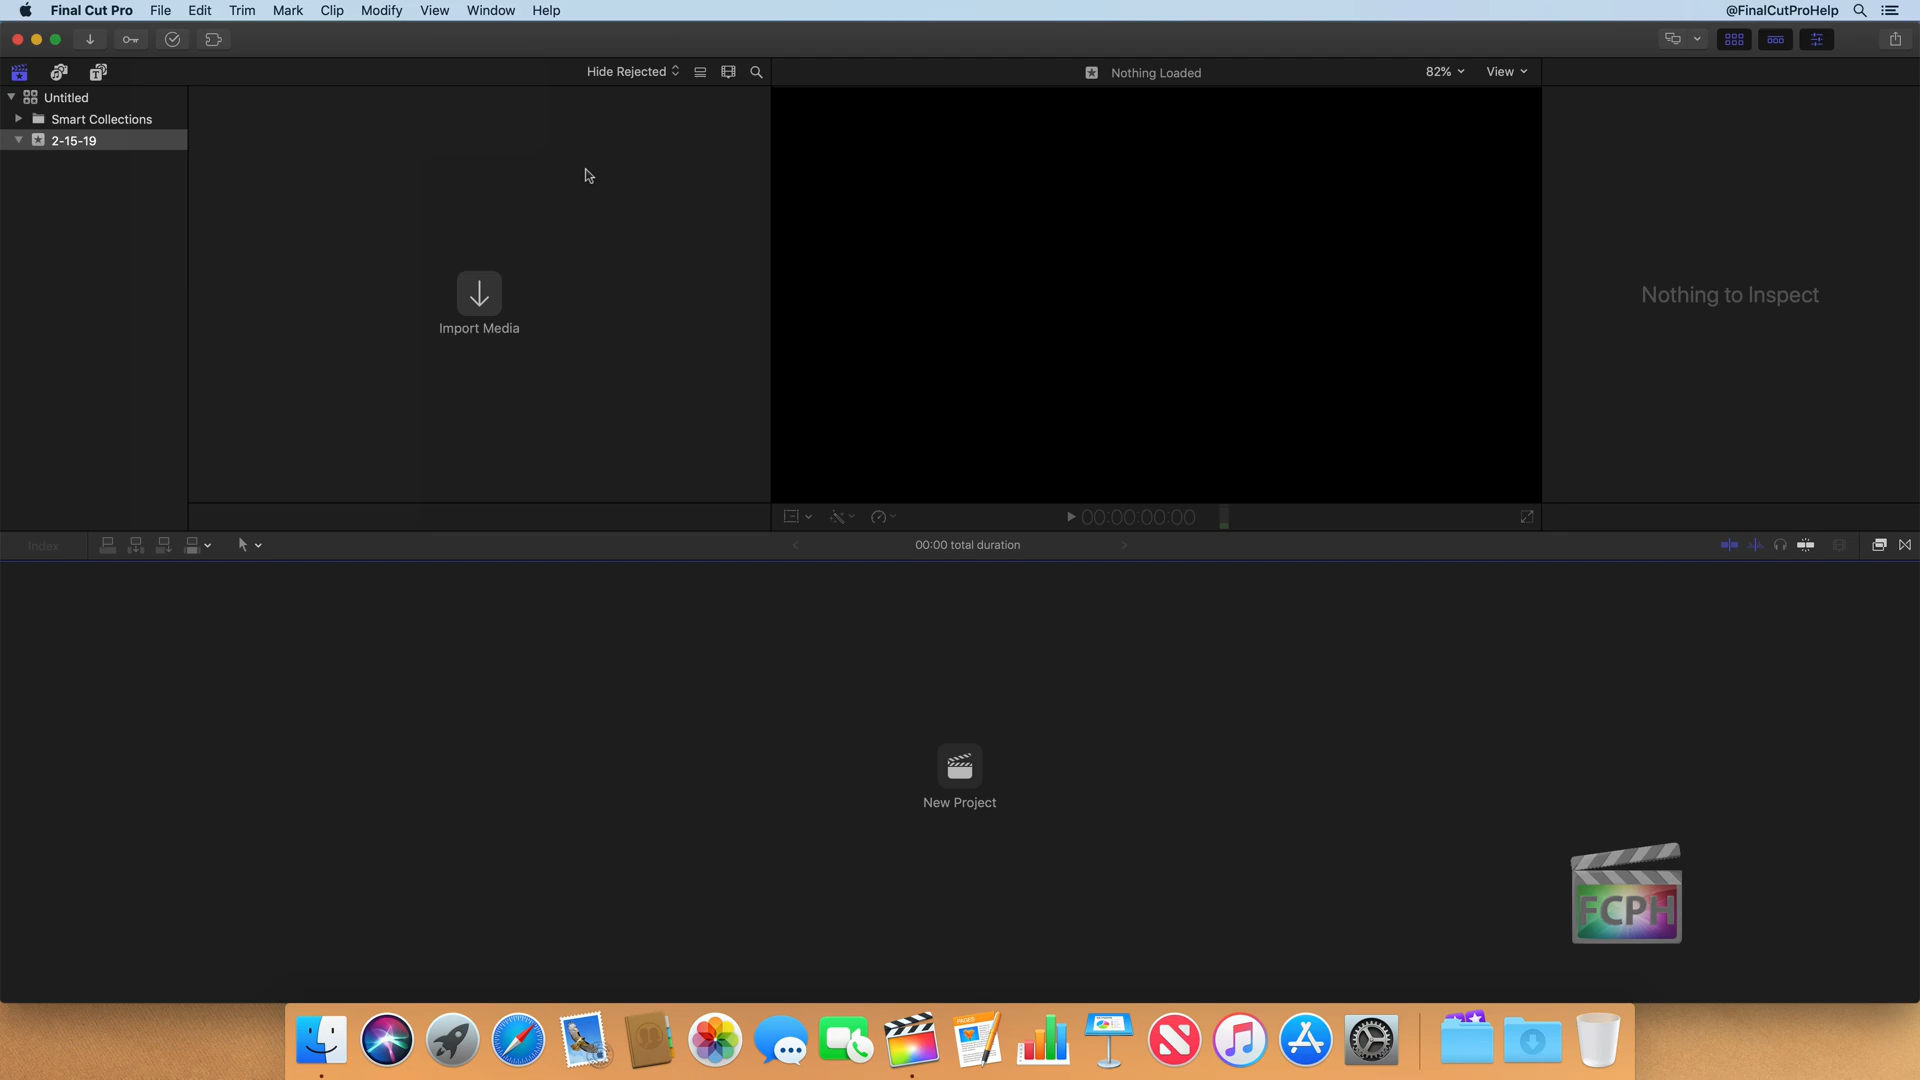 Final Cut Pro File Edit Trim Mark Clip Modify View Window Help @FinalCutProHelp
Hide Rejected
Nothing Loaded
82%
View
Untitled
Smart Collections
2-15-19
Import Media
Nothing to Inspect
00:00:00:00
Index
00:00 total duration
New Project
FCPH
PAGES